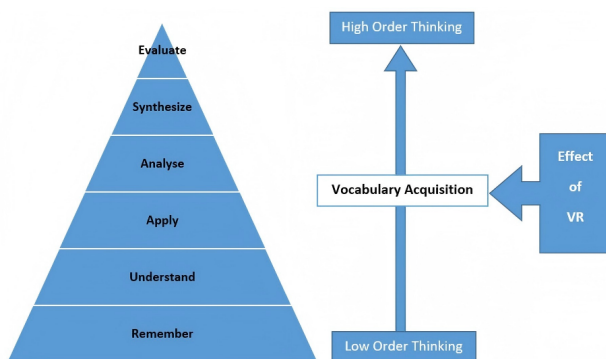 Evaluate
Synthesize
Analyse
Apply
Understand
Remember
High Order Thinking
Vocabulary Acquisition
Low Order Thinking
Effect
of
VR